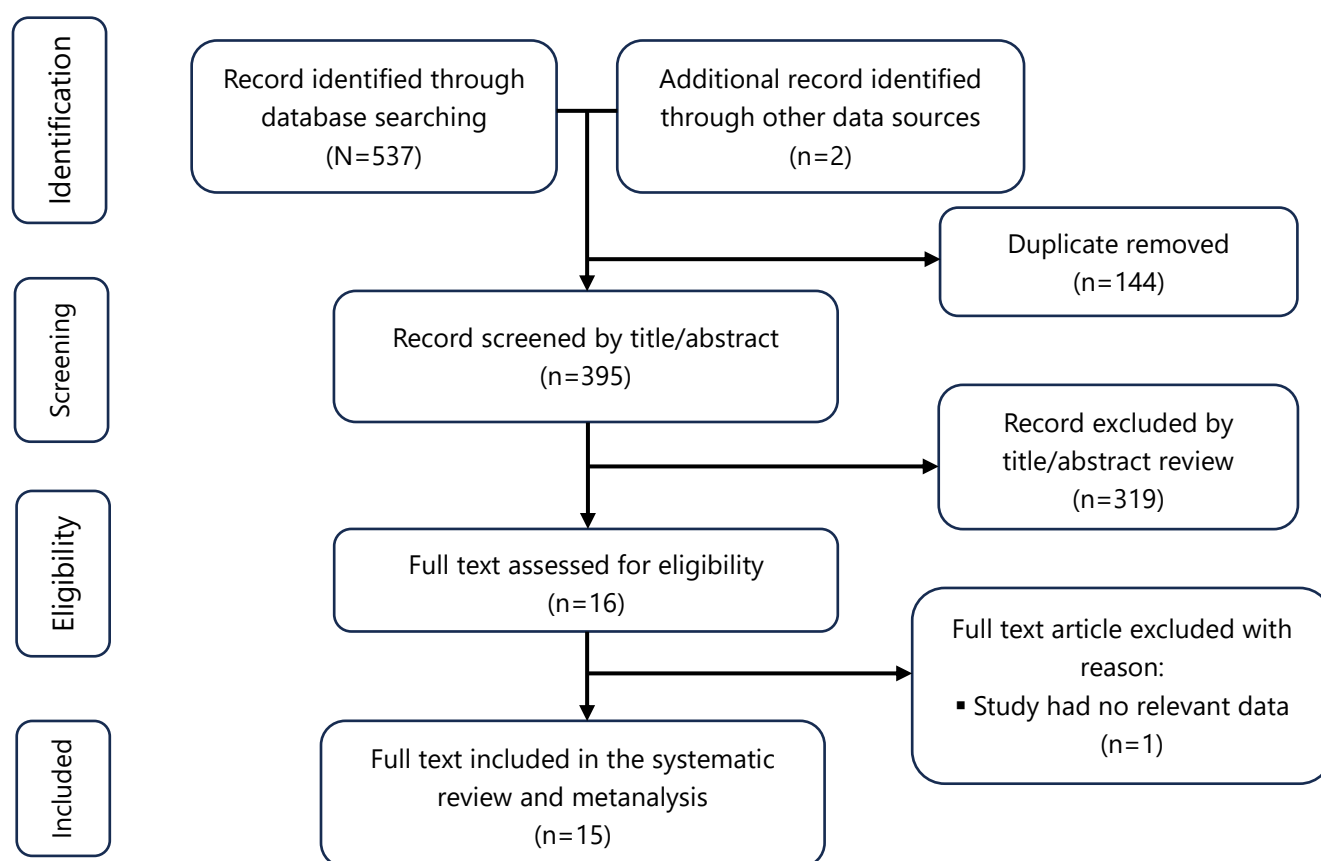 Identification
Record identified through
database searching
(N=537)
Additional record identified
through other data sources
(n=2)
Duplicate removed
(n=144)
Screening
Record screened by title/abstract
(n=395)
Record excluded by
title/abstract review
(n=319)
Eligibility
Full text assessed for eligibility
(n=16)
Full text article excluded with
reason:
▪ Study had no relevant data
(n=1)
Included
Full text included in the systematic
review and metanalysis
(n=15)